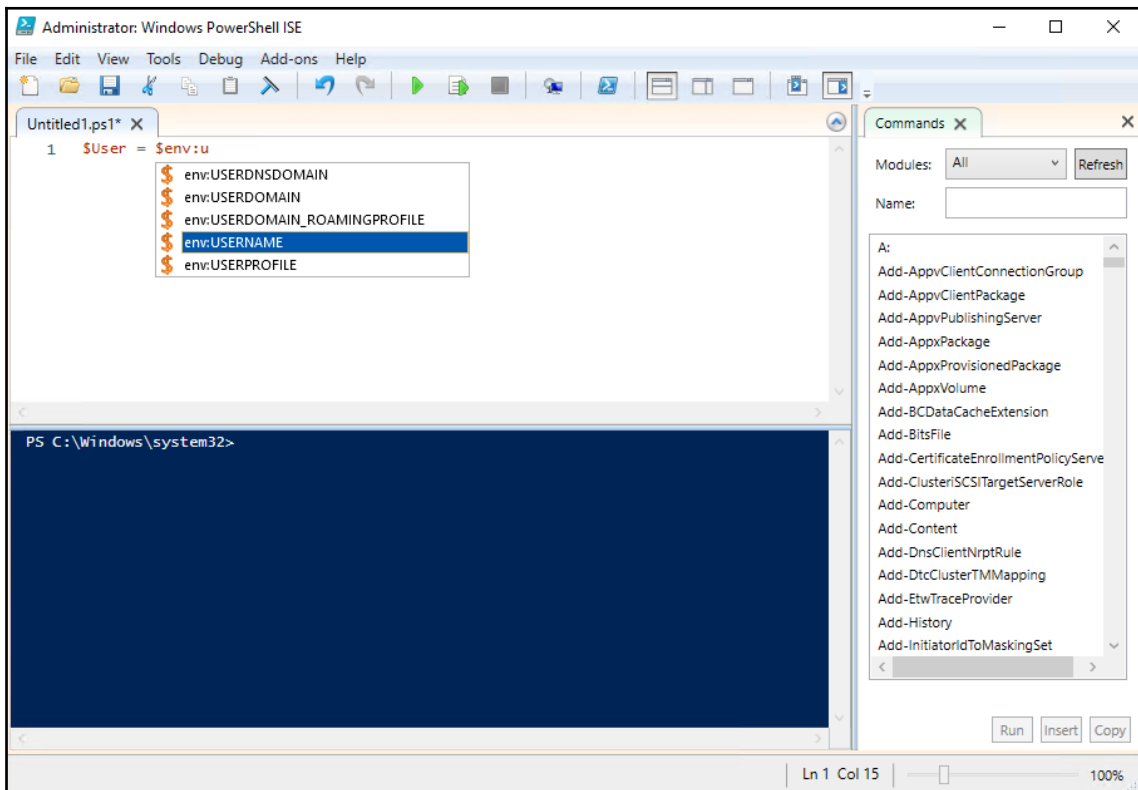 Administrator: Windows PowerShell ISE
File Edit View Tools Debug Add-ons Help
Untitled1.ps1* X
1 $User = $env:u
env:USERDNSDOMAIN
env:USERDOMAIN
env:USERDOMAIN_ROAMINGPROFILE
env:USERNAME
env:USERPROFILE
PS C:\Windows\system32>
Commands X
Modules: All Refresh
Name:
A:
Add-AppvClientConnectionGroup
Add-AppvClientPackage
Add-AppvPublishingServer
Add-AppxPackage
Add-AppxProvisionedPackage
Add-AppxVolume
Add-BCDataCacheExtension
Add-BitsFile
Add-CertificateEnrollmentPolicyServe
Add-ClusteriSCSITargetServerRole
Add-Computer
Add-Content
Add-DnsClientNrptRule
Add-DtcClusterTMMapping
Add-EtwTraceProvider
Add-History
Add-InitiatorIdToMaskingSet
Run Insert Copy
Ln 1 Col 15 100%